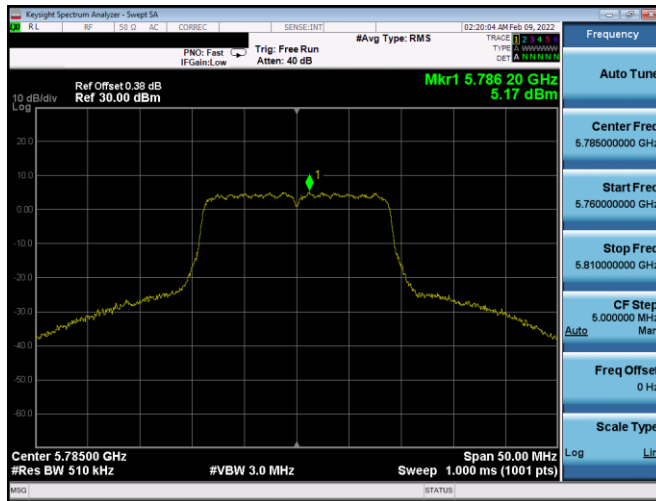 Keysight Spectrum Analyzer - Swept SA
RL RF 50 Ω AC CORREC SENSE:INT 02:20:04 AM Feb 09, 2022
#Avg Type: RMS
TRACE 1 2 3 4 5 6
TYPE A WWWWW
DET A N N N N N
PNO: Fast
IFGain:Low
Trig: Free Run
Atten: 40 dB
Mkr1 5.786 20 GHz
5.17 dBm
Ref Offset 0.38 dB
Ref 30.00 dBm
10 dB/div
Log
20.0
10.0
0.00
-10.0
-20.0
-30.0
-40.0
-50.0
-60.0
1
Center 5.78500 GHz
#Res BW 510 kHz
#VBW 3.0 MHz
Span 50.00 MHz
Sweep 1.000 ms (1001 pts)
MSG
STATUS
Frequency
Auto Tune
Center Freq
5.785000000 GHz
Start Freq
5.760000000 GHz
Stop Freq
5.810000000 GHz
CF Step
5.000000 MHz
Auto Man
Freq Offset
0 Hz
Scale Type
Log Lin